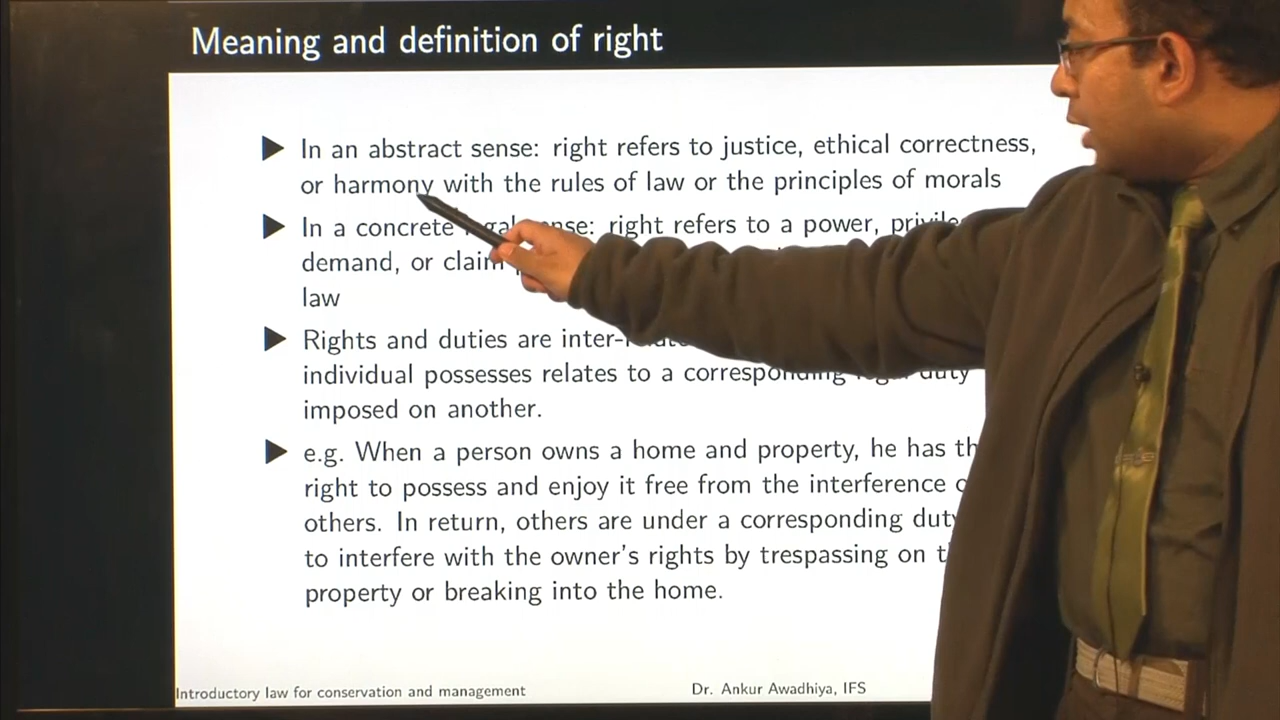 Meaning and definition of right
In an abstract sense: right refers to justice, ethical correctness,
or harmony with the rules of law or the principles of morals
In a concrete right refers to a power,
demand, or claim
law
Rights and duties are
individual possesses relates to a duty
imposed on another.
e.g. When a person owns a home and property, he has
right to possess and enjoy it free from the interference
others. In return, others are under a corresponding
to interfere with the owner's rights by trespassing on
property or breaking into the home.
Introductory law for conservation and management
Dr. Ankur Awadhiya, IFS